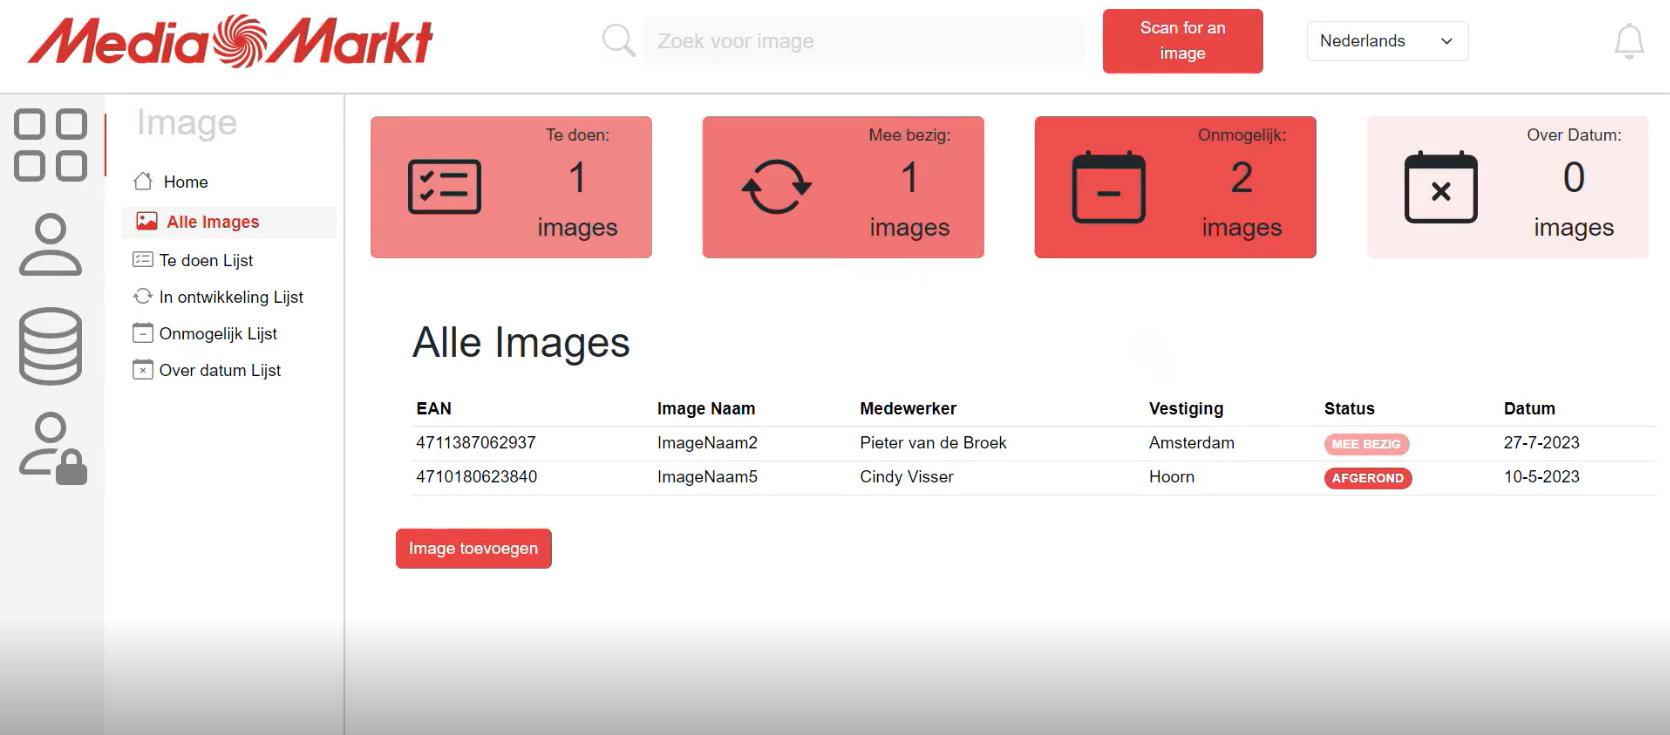 MediaMarkt
Zoek voor image
Scan for an
image
Nederlands
Image
Home
Alle Images
Te doen Lijst
In ontwikkeling Lijst
Onmogelijk Lijst
Over datum Lijst
Te doen:
1
images
Mee bezig:
1
images
Onmogelijk:
2
images
Over Datum:
0
images
Alle Images
EAN Image Naam Medewerker Vestiging Status Datum
4711387062937 ImageNaam2 Pieter van de Broek Amsterdam MEE BEZIG 27-7-2023
4710180623840 ImageNaam5 Cindy Visser Hoorn AFGEROND 10-5-2023
Image toevoegen